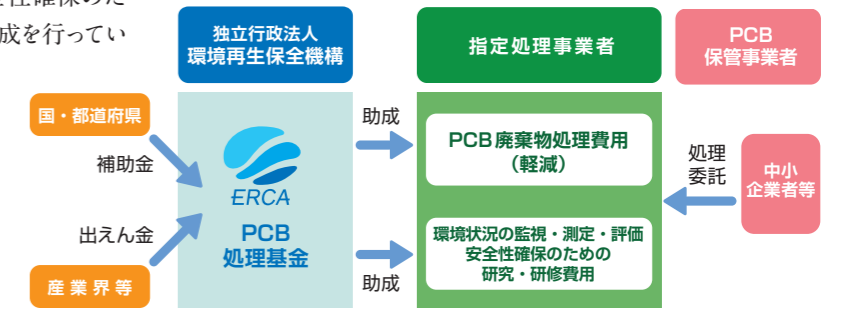 性確保のた
成を行ってい
独立行政法人
環境再生保全機構
指定処理事業者
PCB
保管事業者
国・都道府県
補助金
出えん金
産業界等
ERCA
PCB
処理基金
助成
助成
PCB廃棄物処理費用
（軽減）
環境状況の監視・測定・評価
安全性確保のための
研究・研修費用
処理
委託
中小
企業者等